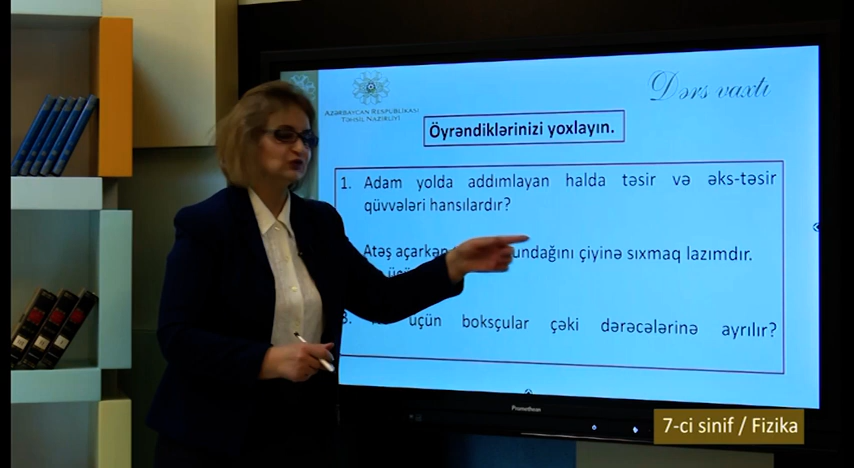 Dərs vaxtı
AZƏRBAYCAN RESPUBLİKASI
TƏHSİL NAZİRLİYİ
Öyrəndiklərinizi yoxlayın.
1. Adam yolda addımlayan halda təsir və əks-təsir
qüvvələri hansılardır?
Atəş açarkən undağını çiyinə sıxmaq lazımdır.
üçün boksçular çəki dərəcələrinə ayrılır?
Promethean
7-ci sinif / Fizika